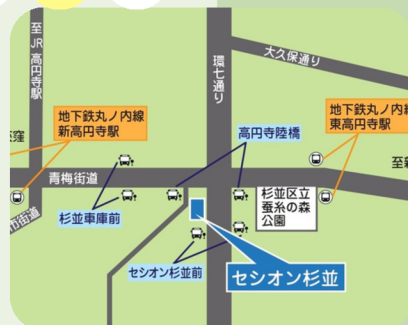 至
JR
高円寺駅
環七通り
大久保通り
地下鉄丸ノ内線
新高円寺駅
地下鉄丸ノ内線
東高円寺駅
高円寺陸橋
青梅街道
杉並区立
蚕糸の森
公園
杉並車庫前
セシオン杉並前
セシオン杉並